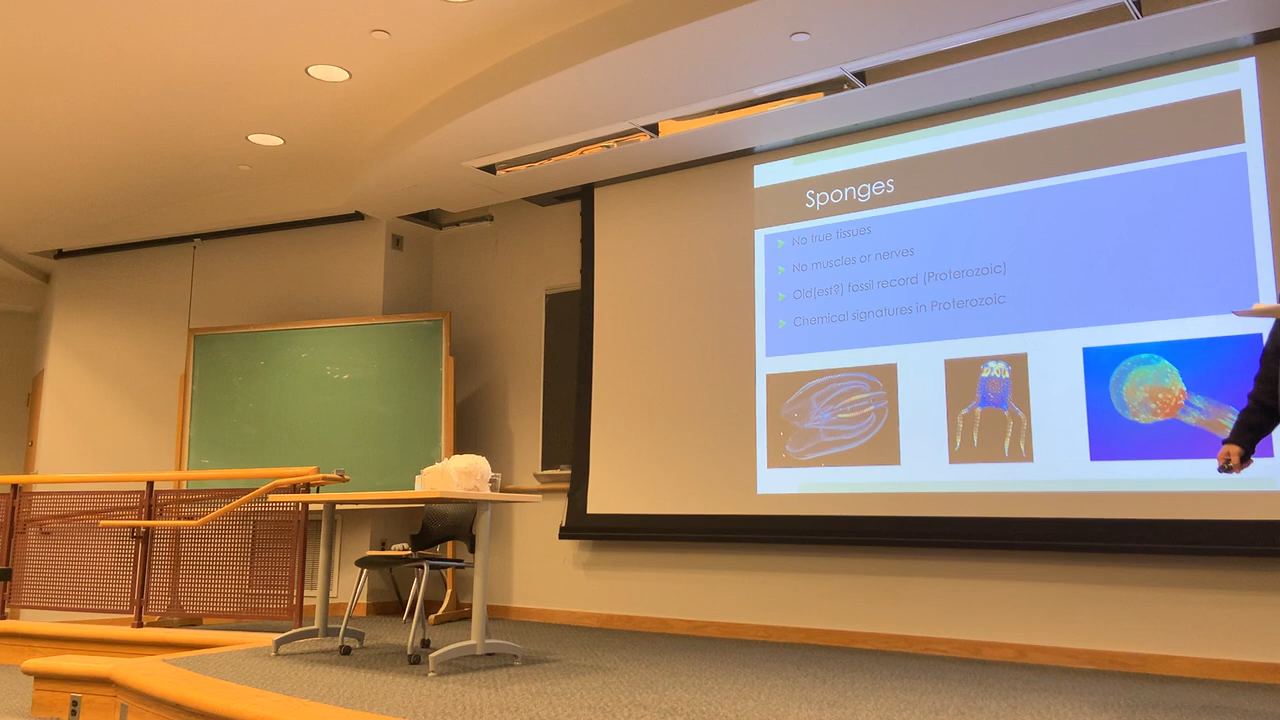 Sponges
No true tissues
No muscles or nerves
Old(est?) fossil record (Proterozoic)
Chemical signatures in Proterozoic